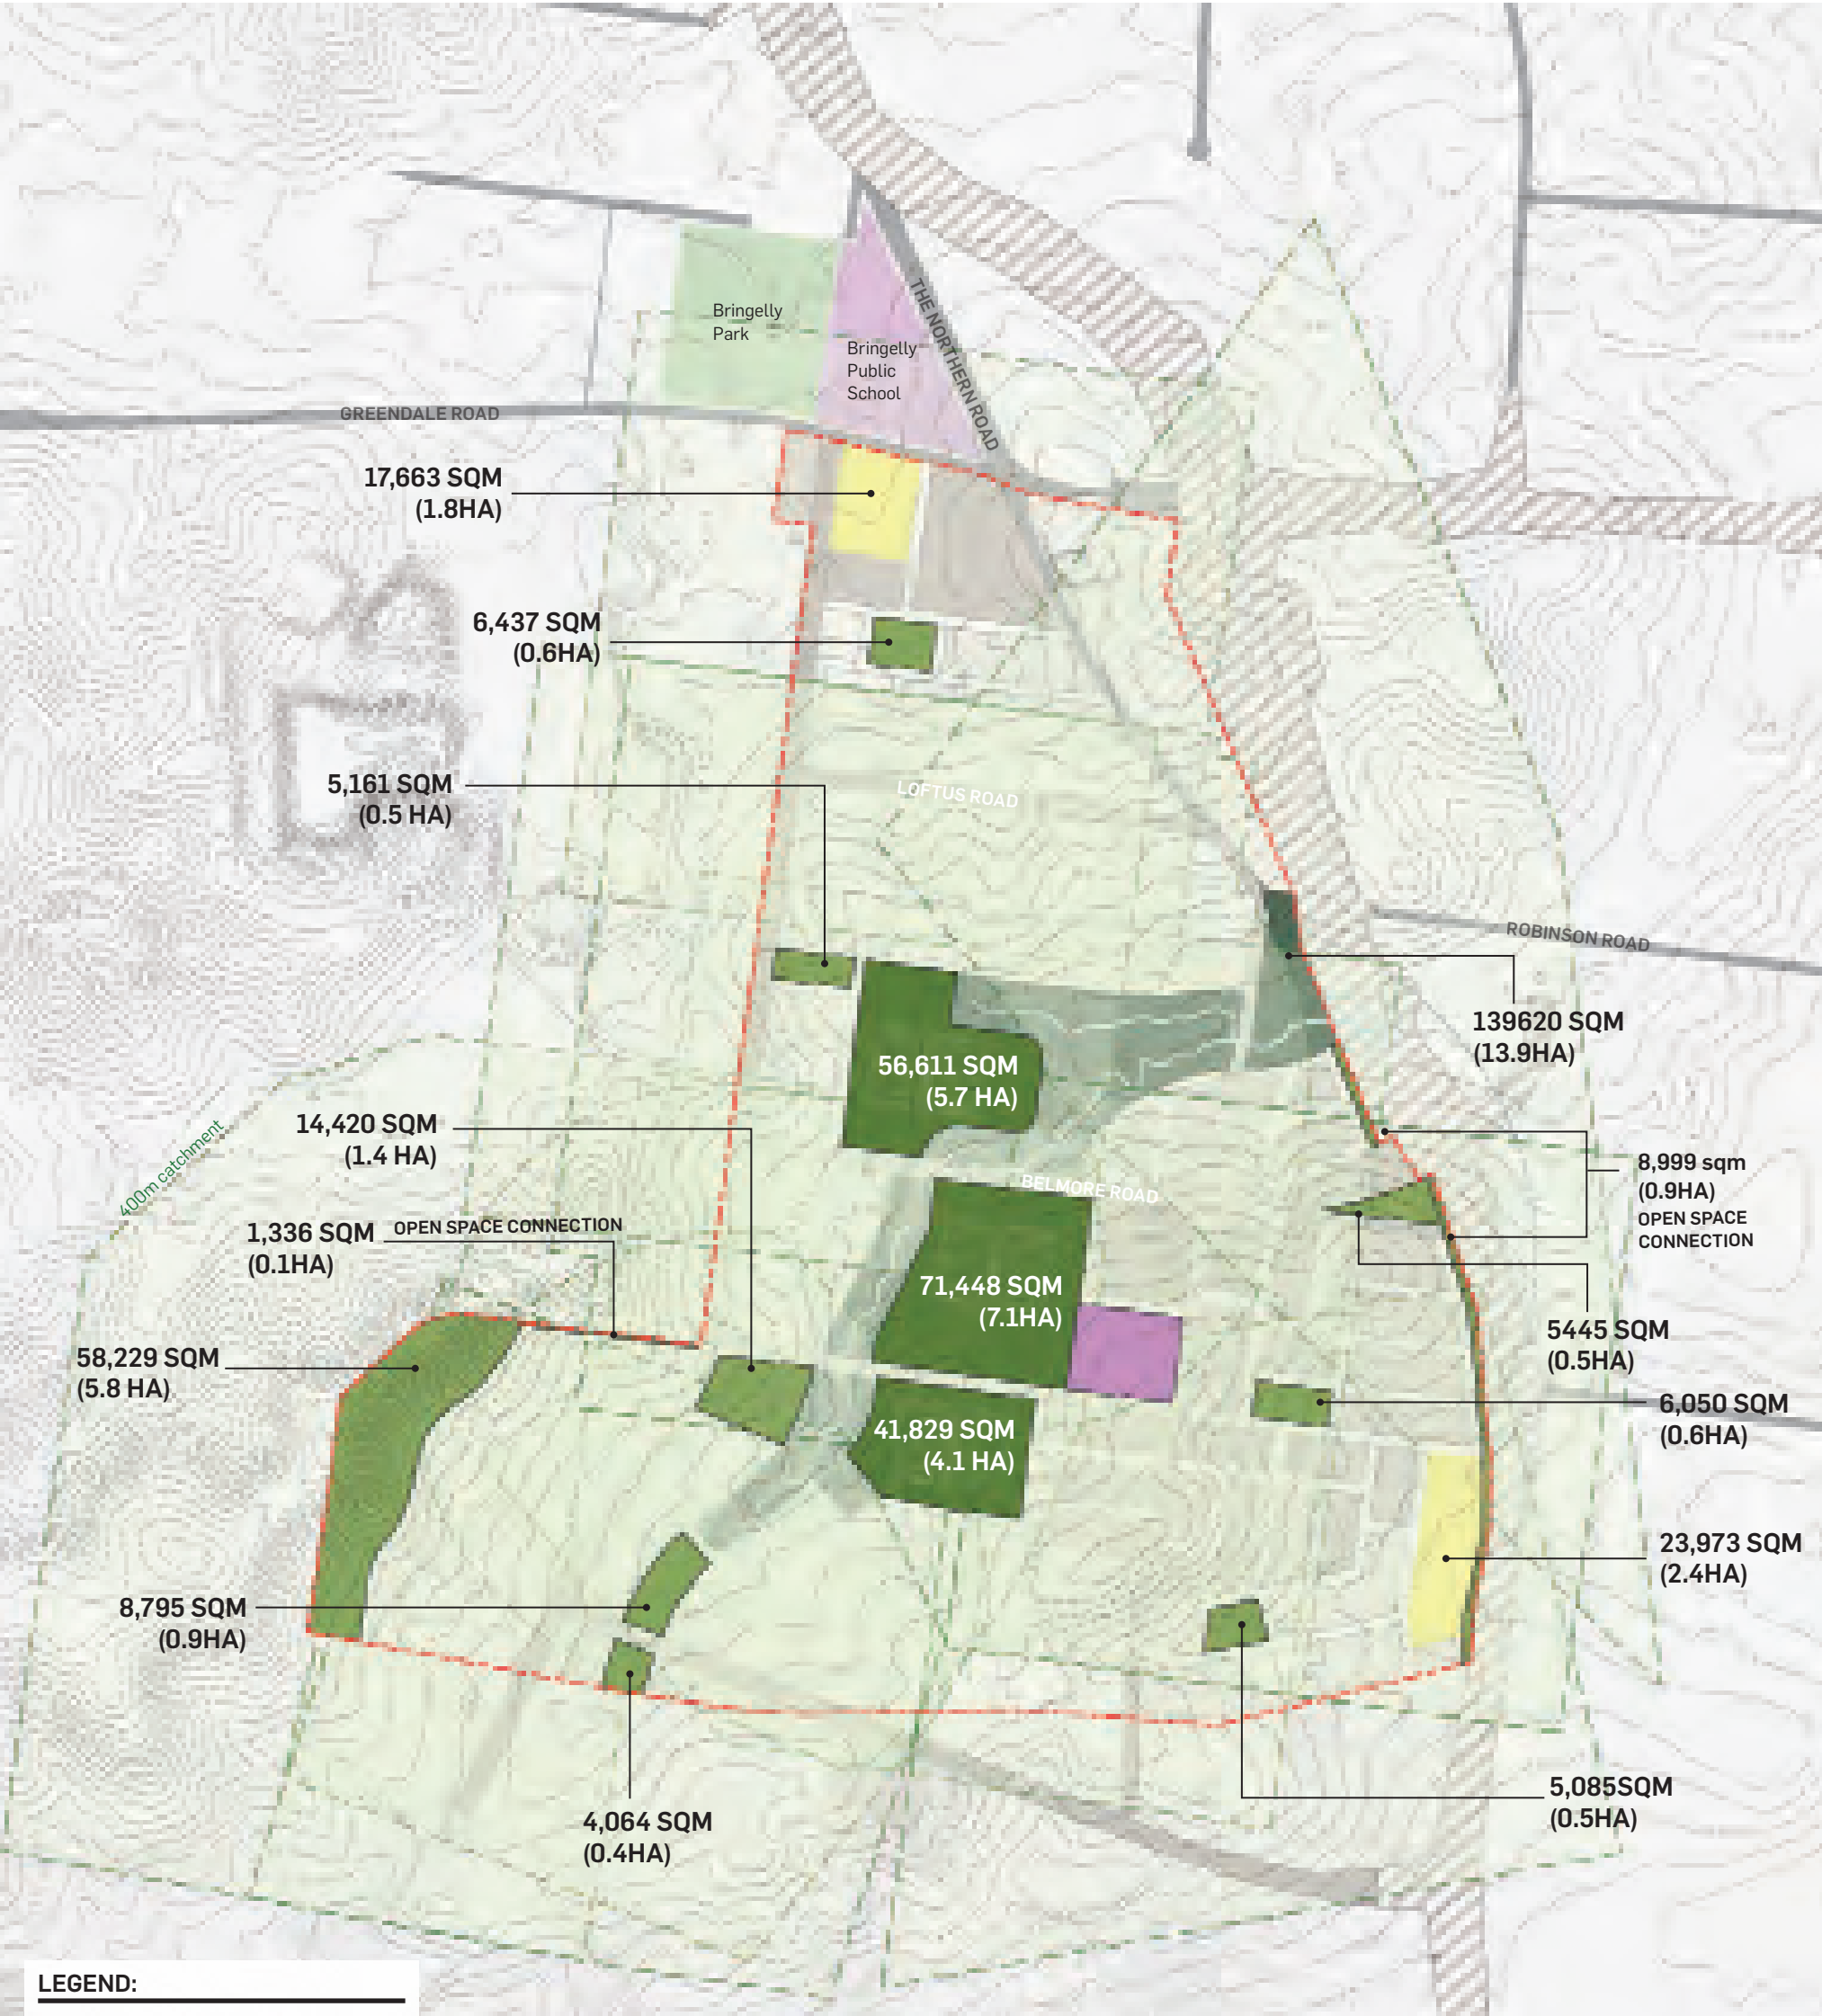 Bringelly
Park
Bringelly
Public
School
THE NORTHERN ROAD
GREENDALE ROAD
17,663 SQM
(1.8HA)
6,437 SQM
(0.6HA)
5,161 SQM
(0.5 HA)
LOFTUS ROAD
ROBINSON ROAD
139620 SQM
(13.9HA)
56,611 SQM
(5.7 HA)
14,420 SQM
(1.4 HA)
400m catchment
8,999 sqm
(0.9HA)
OPEN SPACE
CONNECTION
BELMORE ROAD
1,336 SQM
(0.1HA)
OPEN SPACE CONNECTION
71,448 SQM
(7.1HA)
5445 SQM
(0.5HA)
58,229 SQM
(5.8 HA)
6,050 SQM
(0.6HA)
41,829 SQM
(4.1 HA)
23,973 SQM
(2.4HA)
8,795 SQM
(0.9HA)
5,085SQM
(0.5HA)
4,064 SQM
(0.4HA)
LEGEND: